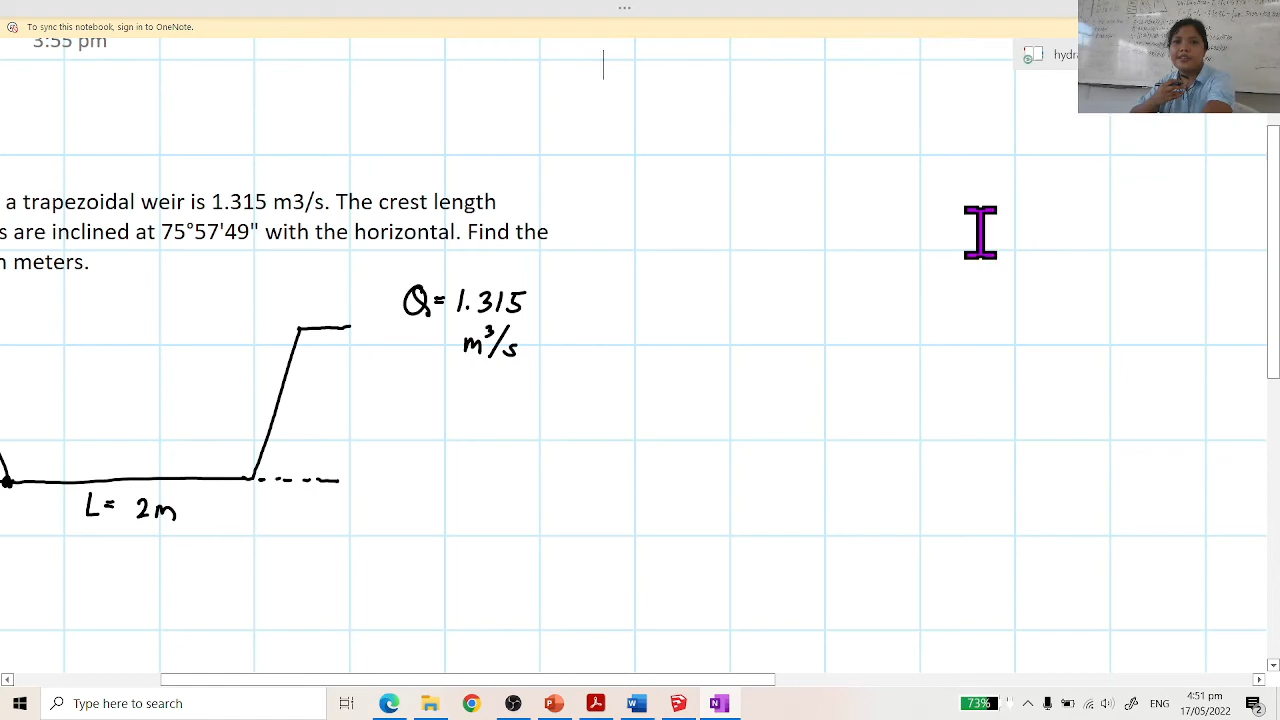 To sync this notebook, sign in to OneNote.
3:55 pm
hydra
a trapezoidal weir is 1.315 m3/s. The crest length
s are inclined at 75°57'49" with the horizontal. Find the
n meters.
Q = 1.315
m³/s
L = 2m
Type here to search
73%
ENG
4:51 pm
17/05/2022
2